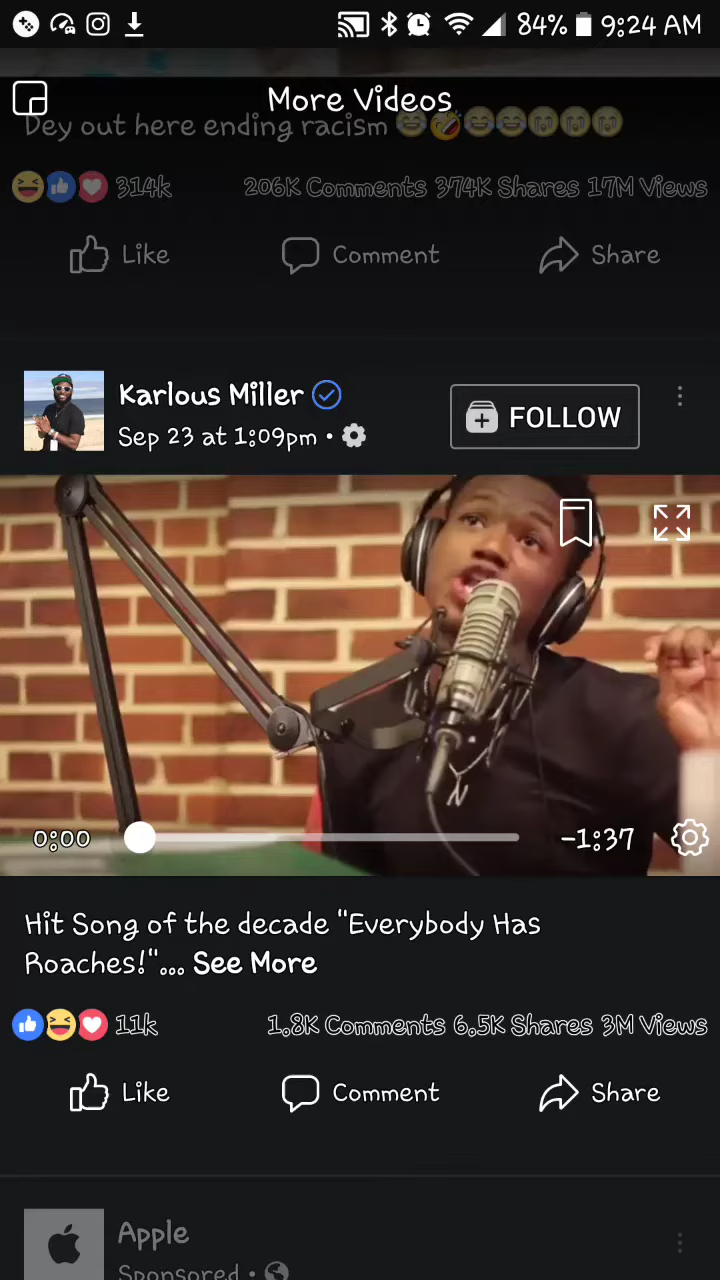 84% 9:24 AM
More Videos
Dey out here ending racism 😂🤣😂😂😭😭😭
314k 206K Comments 374K Shares 17M Views
Like Comment Share
Karlous Miller
FOLLOW
Sep 23 at 1:09pm •
N
0:00 -1:37
Hit Song of the decade "Everybody Has
Roaches!"... See More
11k 1.8K Comments 6.5K Shares 3M Views
Like Comment Share
Apple
Sponsored •